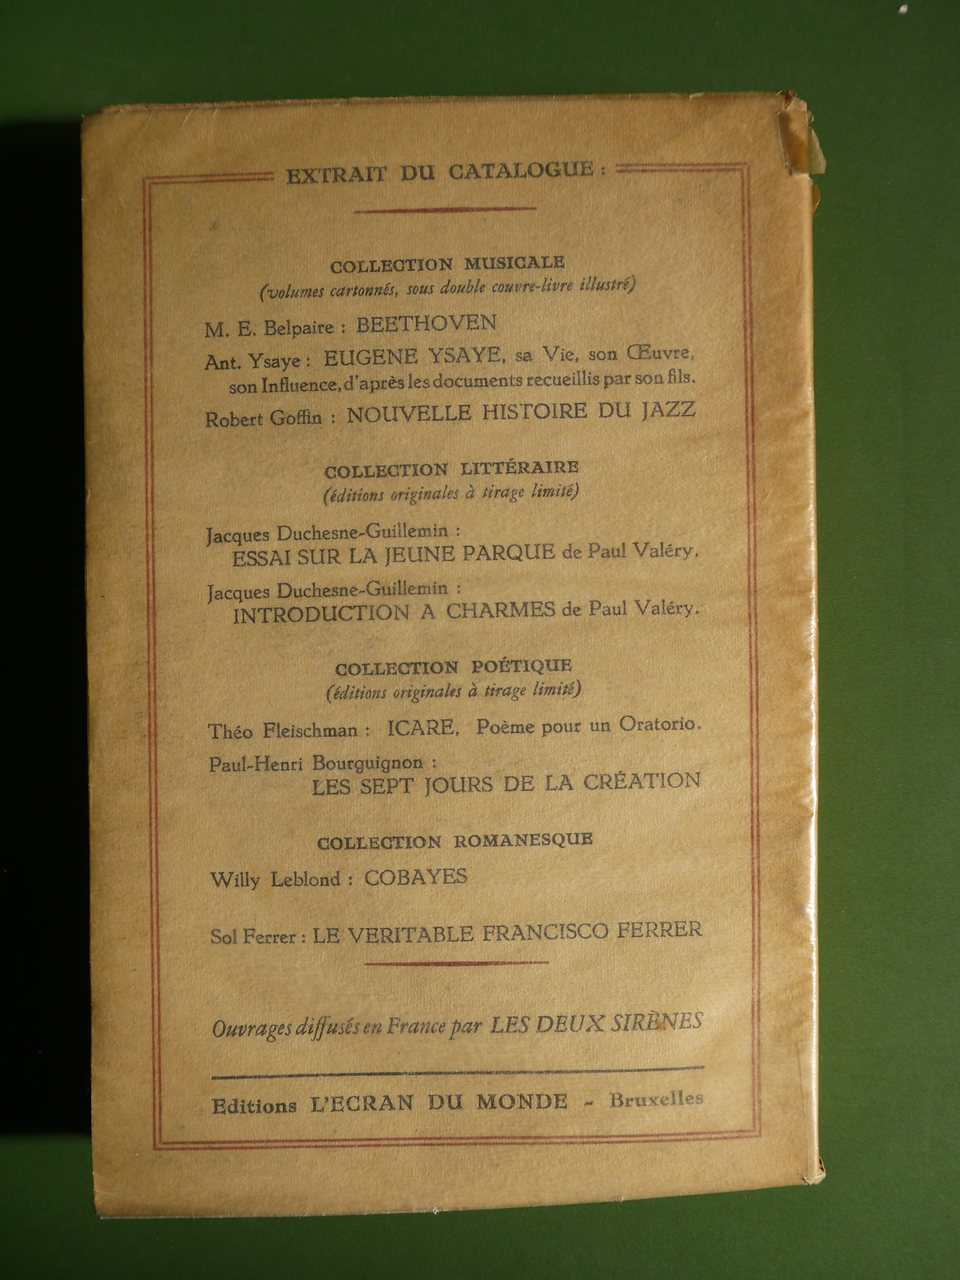 EXTRAIT DU CATALOGUE :
COLLECTION MUSICALE
(volumes cartonnés, sous double couvre-livre illustré)
M. E. Belpaire : BEETHOVEN
Ant. Ysaye : EUGENE YSAYE, sa Vie, son Œuvre,
son Influence, d'après les documents recueillis par son fils.
Robert Goffin : NOUVELLE HISTOIRE DU JAZZ
COLLECTION LITTÉRAIRE
(éditions originales à tirage limité)
Jacques Duchesne-Guillemin :
ESSAI SUR LA JEUNE PARQUE de Paul Valéry.
Jacques Duchesne-Guillemin :
INTRODUCTION A CHARMES de Paul Valéry.
COLLECTION POÉTIQUE
(éditions originales à tirage limité)
Théo Fleischman : ICARE, Poème pour un Oratorio.
Paul-Henri Bourguignon :
LES SEPT JOURS DE LA CRÉATION
COLLECTION ROMANESQUE
Willy Leblond : COBAYES
Sol Ferrer : LE VERITABLE FRANCISCO FERRER
Ouvrages diffusés en France par LES DEUX SIRÈNES
Editions L'ECRAN DU MONDE - Bruxelles